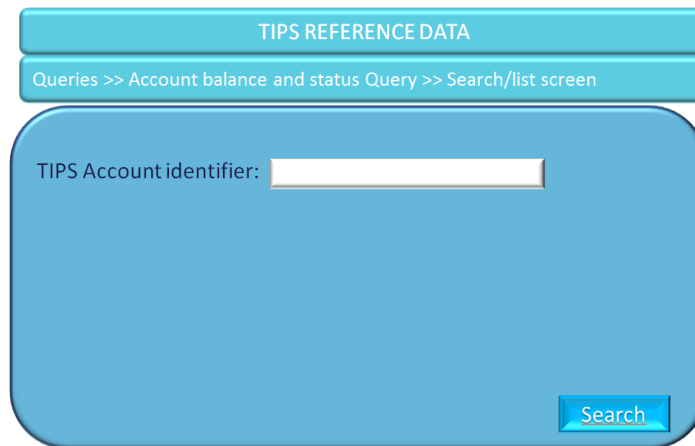 TIPS REFERENCE DATA
Queries >> Account balance and status Query >> Search/list screen
TIPS Account identifier:
Search